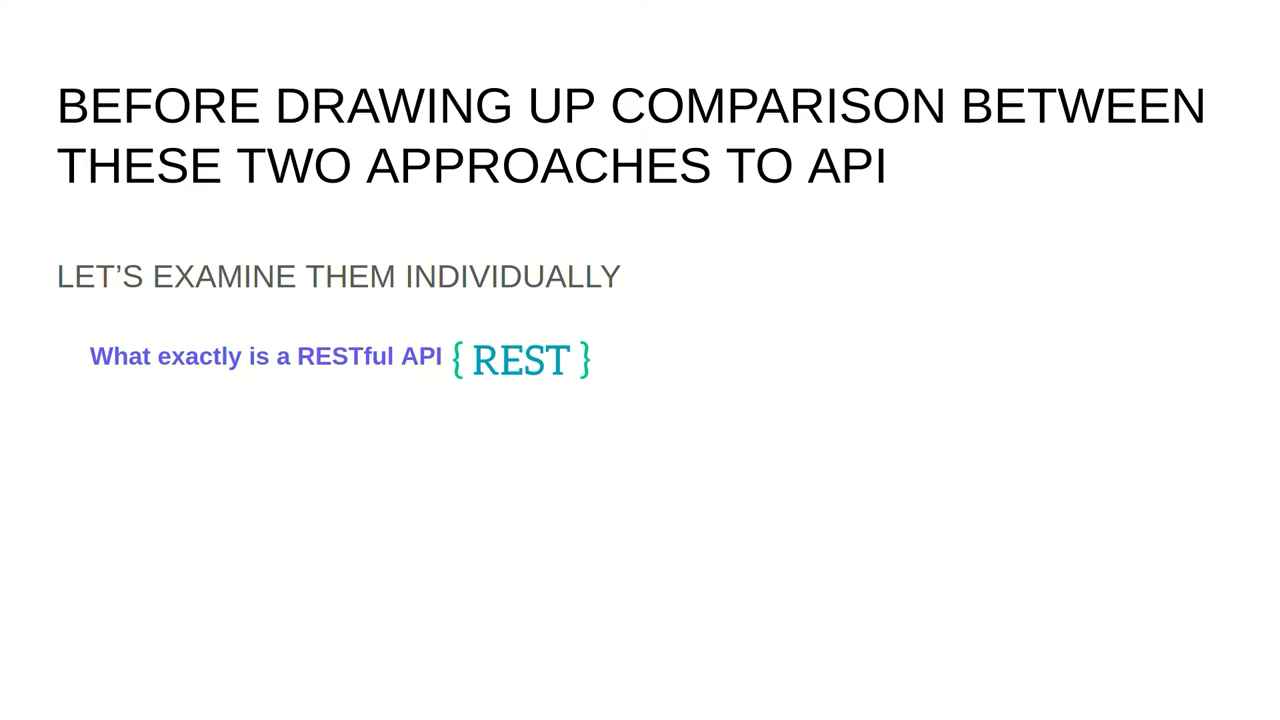 BEFORE DRAWING UP COMPARISON BETWEEN
THESE TWO APPROACHES TO API
LET’S EXAMINE THEM INDIVIDUALLY
What exactly is a RESTful API { REST }